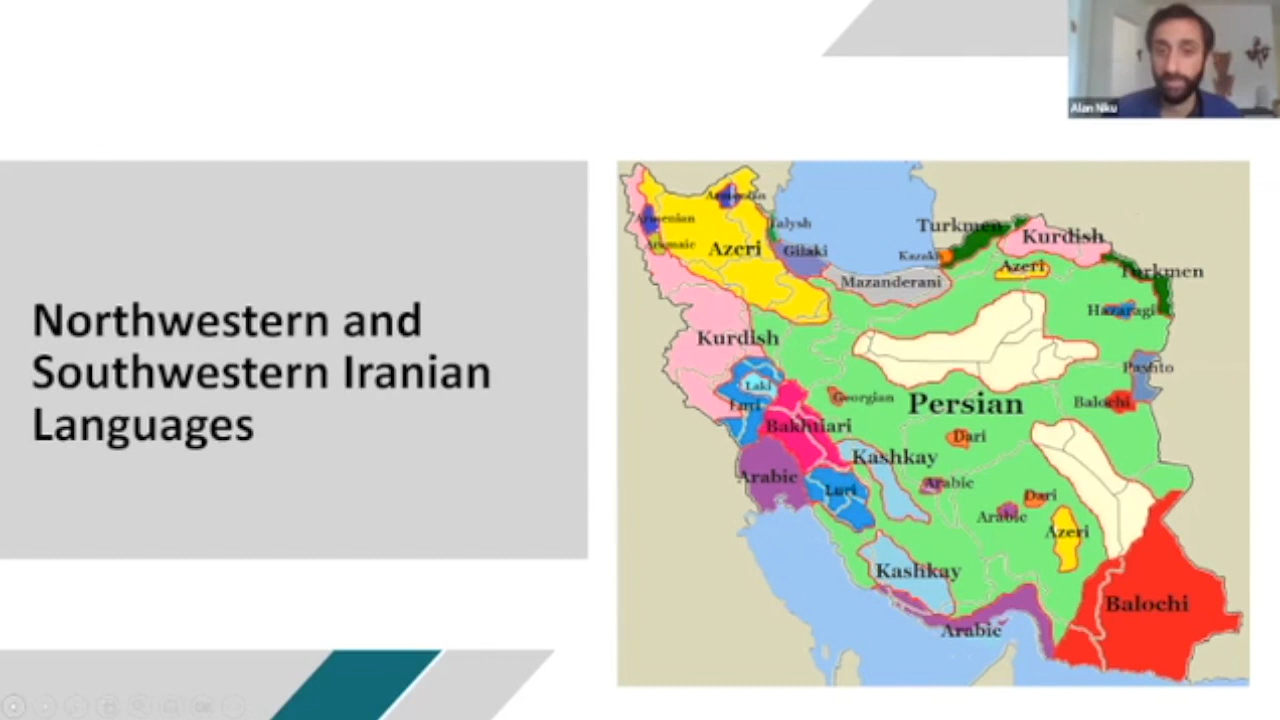 Alan Niku
Northwestern and
Southwestern Iranian
Languages
Armenian
Armenian
Talysh
Turkmen
Kurdish
Aramaic
Azeri
Gilaki
Kazakh
Azeri
Turkmen
Mazanderani
Hazaragi
Kurdish
Pashto
Laki
Luri
Georgian
Persian
Balochi
Bakhtiari
Dari
Kashkay
Arabic
Luri
Arabic
Dari
Arabic
Azeri
Kashkay
Balochi
Arabic